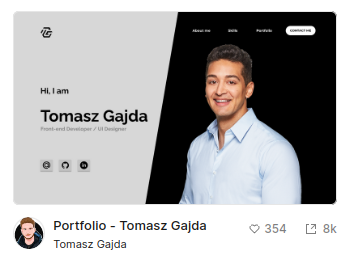 About me Skills Portfolio CONTACT ME
Hi, I am
Tomasz Gajda
Front-end Developer / UI Designer
Portfolio - Tomasz Gajda
354 8k
Tomasz Gajda